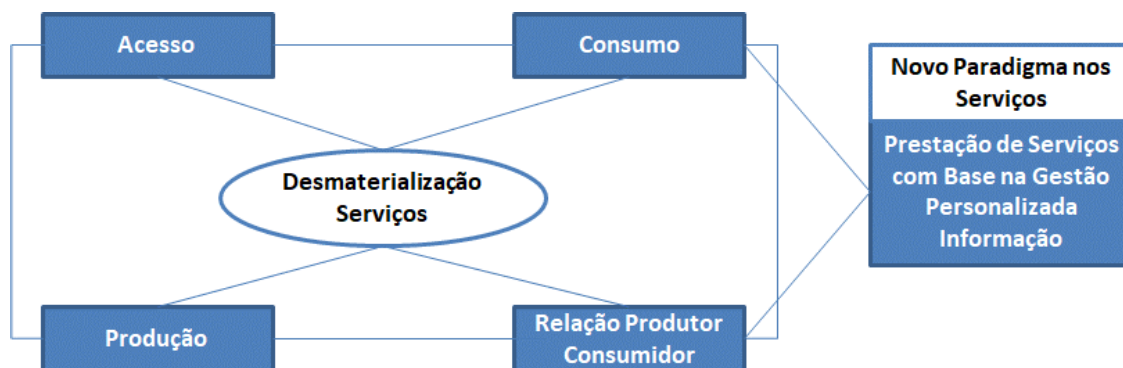 Acesso
Consumo
Novo Paradigma nos
Serviços
Prestação de Serviços
com Base na Gestão
Personalizada
Informação
Desmaterialização
Serviços
Produção
Relação Produtor
Consumidor